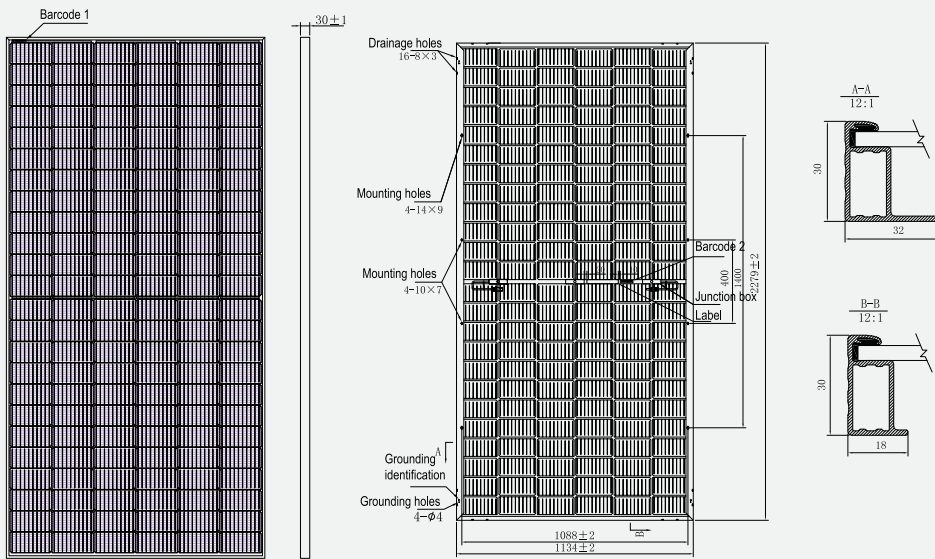 Barcode 1
30±1
Drainage holes
16-8×3
Mounting holes
4-14×9
Mounting holes
4-10×7
Barcode 2
Junction box
Label
400
1400
2279±2
Grounding
identification
A
Grounding holes
4-φ4
B
1088±2
1134±2
A-A
12:1
30
32
B-B
12:1
30
18